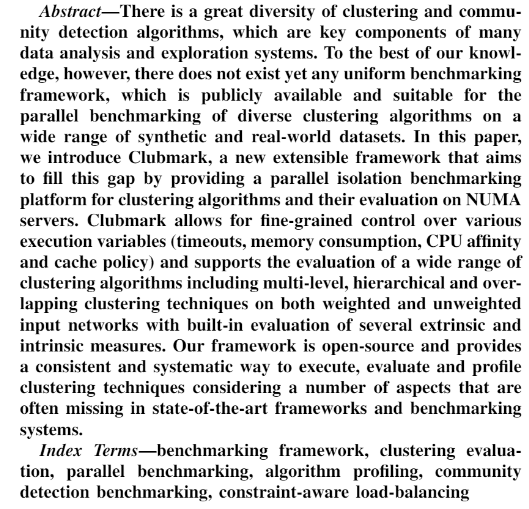 Abstract—There is a great diversity of clustering and commu-
nity detection algorithms, which are key components of many
data analysis and exploration systems. To the best of our knowl-
edge, however, there does not exist yet any uniform benchmarking
framework, which is publicly available and suitable for the
parallel benchmarking of diverse clustering algorithms on a
wide range of synthetic and real-world datasets. In this paper,
we introduce Clubmark, a new extensible framework that aims
to fill this gap by providing a parallel isolation benchmarking
platform for clustering algorithms and their evaluation on NUMA
servers. Clubmark allows for fine-grained control over various
execution variables (timeouts, memory consumption, CPU affinity
and cache policy) and supports the evaluation of a wide range of
clustering algorithms including multi-level, hierarchical and over-
lapping clustering techniques on both weighted and unweighted
input networks with built-in evaluation of several extrinsic and
intrinsic measures. Our framework is open-source and provides
a consistent and systematic way to execute, evaluate and profile
clustering techniques considering a number of aspects that are
often missing in state-of-the-art frameworks and benchmarking
systems.
Index Terms—benchmarking framework, clustering evalua-
tion, parallel benchmarking, algorithm profiling, community
detection benchmarking, constraint-aware load-balancing